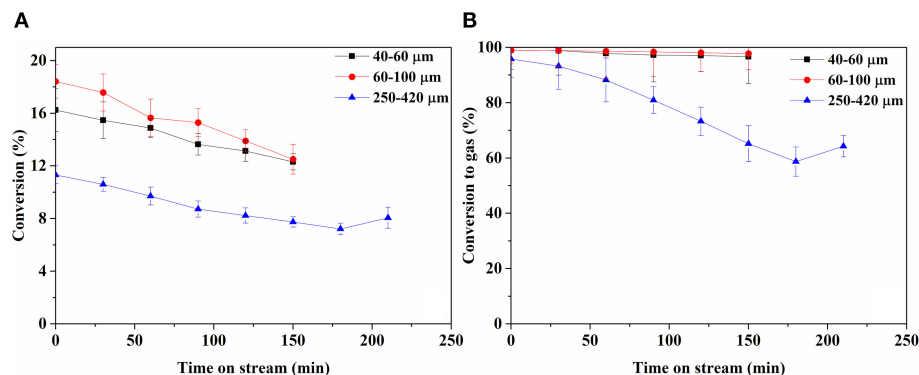 A
Conversion (%)
20
16
12
8
4
0
40-60 μm
60-100 μm
250-420 μm
0 50 100 150 200 250
Time on stream (min)
B
Conversion to gas (%)
100
80
60
40
20
0
40-60 μm
60-100 μm
250-420 μm
0 50 100 150 200 250
Time on stream (min)